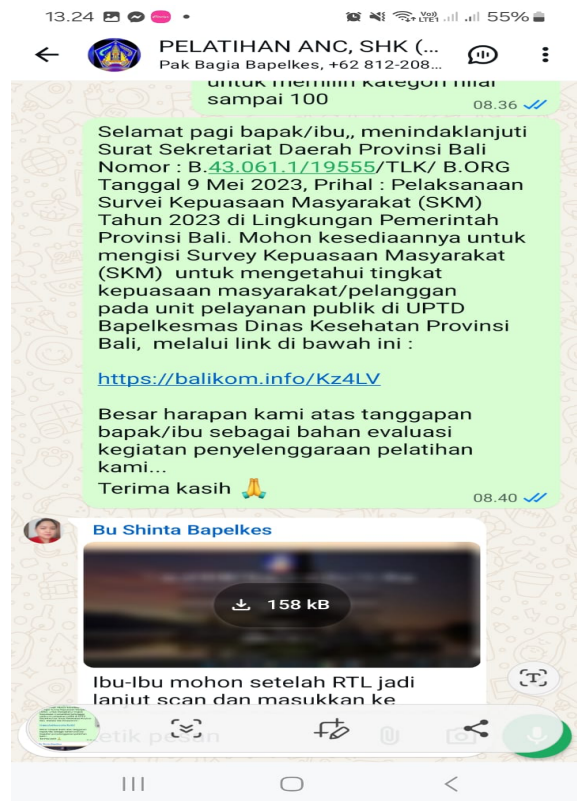 13.24
55%
PELATIHAN ANC, SHK (...
Pak Bagia Bapelkes, +62 812-208...
untuk memilih kategori nilai
sampai 100
08.36
Selamat pagi bapak/ibu,, menindaklanjuti
Surat Sekretariat Daerah Provinsi Bali
Nomor : B.43.061.1/19555/TLK/ B.ORG
Tanggal 9 Mei 2023, Prihal : Pelaksanaan
Survei Kepuasaan Masyarakat (SKM)
Tahun 2023 di Lingkungan Pemerintah
Provinsi Bali. Mohon kesediaannya untuk
mengisi Survey Kepuasaan Masyarakat
(SKM)  untuk mengetahui tingkat
kepuasaan masyarakat/pelanggan
pada unit pelayanan publik di UPTD
Bapelkesmas Dinas Kesehatan Provinsi
Bali,  melalui link di bawah ini :
https://balikom.info/Kz4LV
Besar harapan kami atas tanggapan
bapak/ibu sebagai bahan evaluasi
kegiatan penyelenggaraan pelatihan
kami...
Terima kasih 🙏
08.40
Bu Shinta Bapelkes
158 kB
Ibu-Ibu mohon setelah RTL jadi
lanjut scan dan masukkan ke
etik pesan